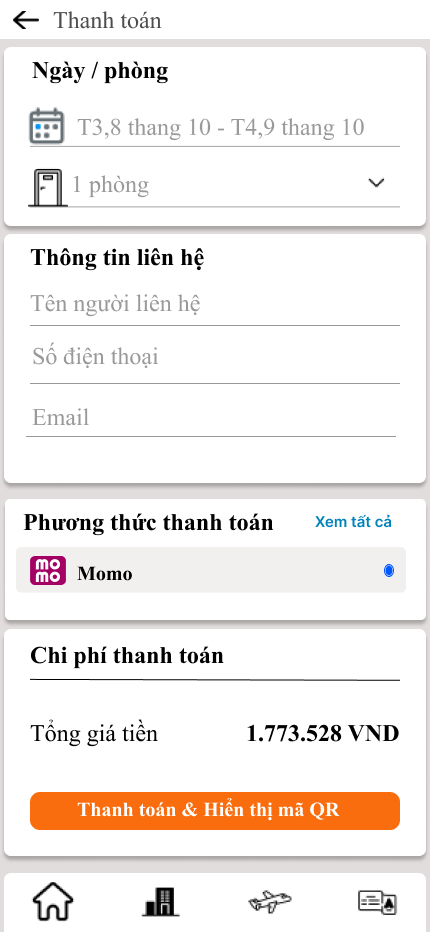 Thanh toán
Ngày / phòng
T3,8 thang 10 - T4,9 thang 10
1 phòng
Thông tin liên hệ
Tên người liên hệ
Số điện thoại
Email
Phương thức thanh toán
Xem tất cả
mo
mo
Momo
Chi phí thanh toán
Tổng giá tiền
1.773.528 VND
Thanh toán & Hiển thị mã QR